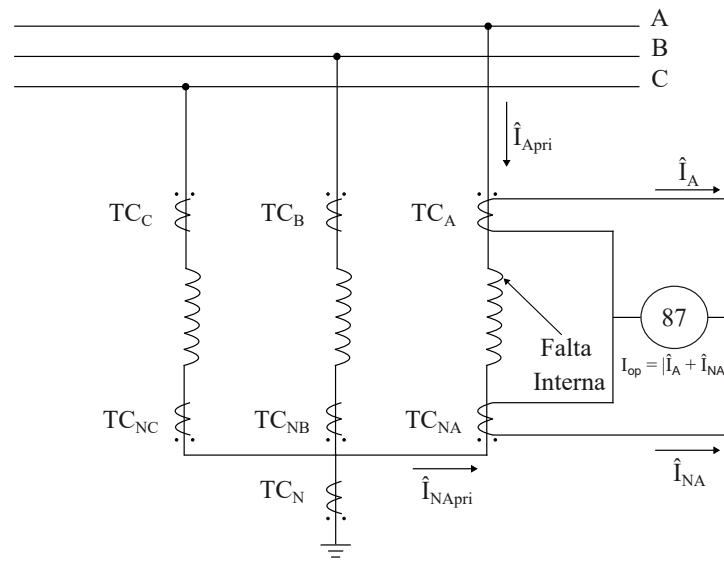 A
B
C
Î_Apri
Î_A
TC_C
TC_B
TC_A
87
Falta
Interna
I_op = |Î_A + Î_NA
TC_NC
TC_NB
TC_NA
TC_N
Î_NApri
Î_NA